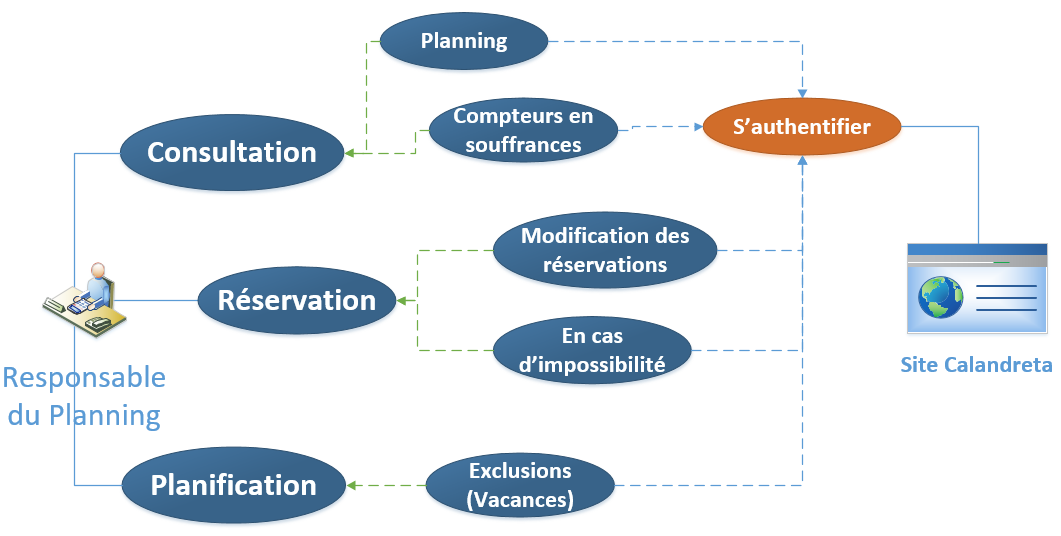 Planning
Compteurs en
souffrances
S'authentifier
Consultation
Modification des
réservations
Réservation
En cas
d'impossibilité
Site Calandreta
Responsable
du Planning
Planification
Exclusions
(Vacances)